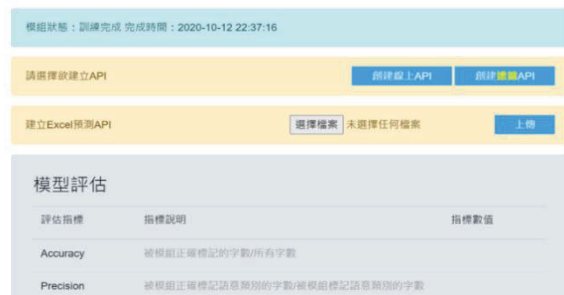 模組狀態：訓練完成 完成時間：2020-10-12 22:37:16
請選擇欲建立API 創建線上API 創建邊緣API
建立Excel預測API 選擇檔案 未選擇任何檔案 上傳
模型評估
評估指標 指標說明 指標數值
Accuracy 被模組正確標記的字數/所有字數
Precision 被模組正確標記語意類別的字數/被模組標記語意類別的字數